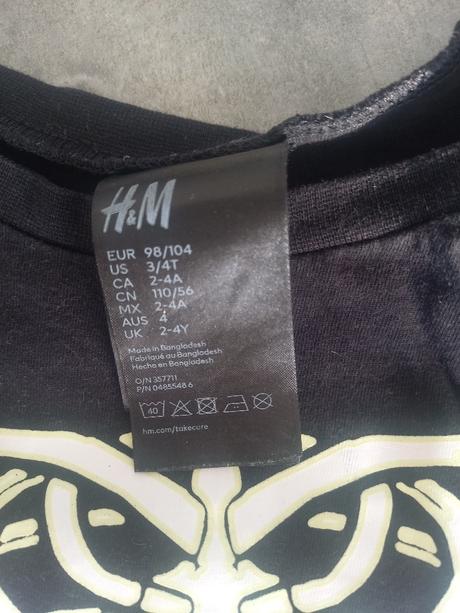 H&M
EUR 98/104
US 3/4T
CA 2-4A
CN 110/56
MX 2-4A
AUS 4
UK 2-4Y
Made in Bangladesh
Fabriqué au Bangladesh
Hecho en Bangladesh
O/N 357711
P/N 0485548 6
40
hm.com/takecare